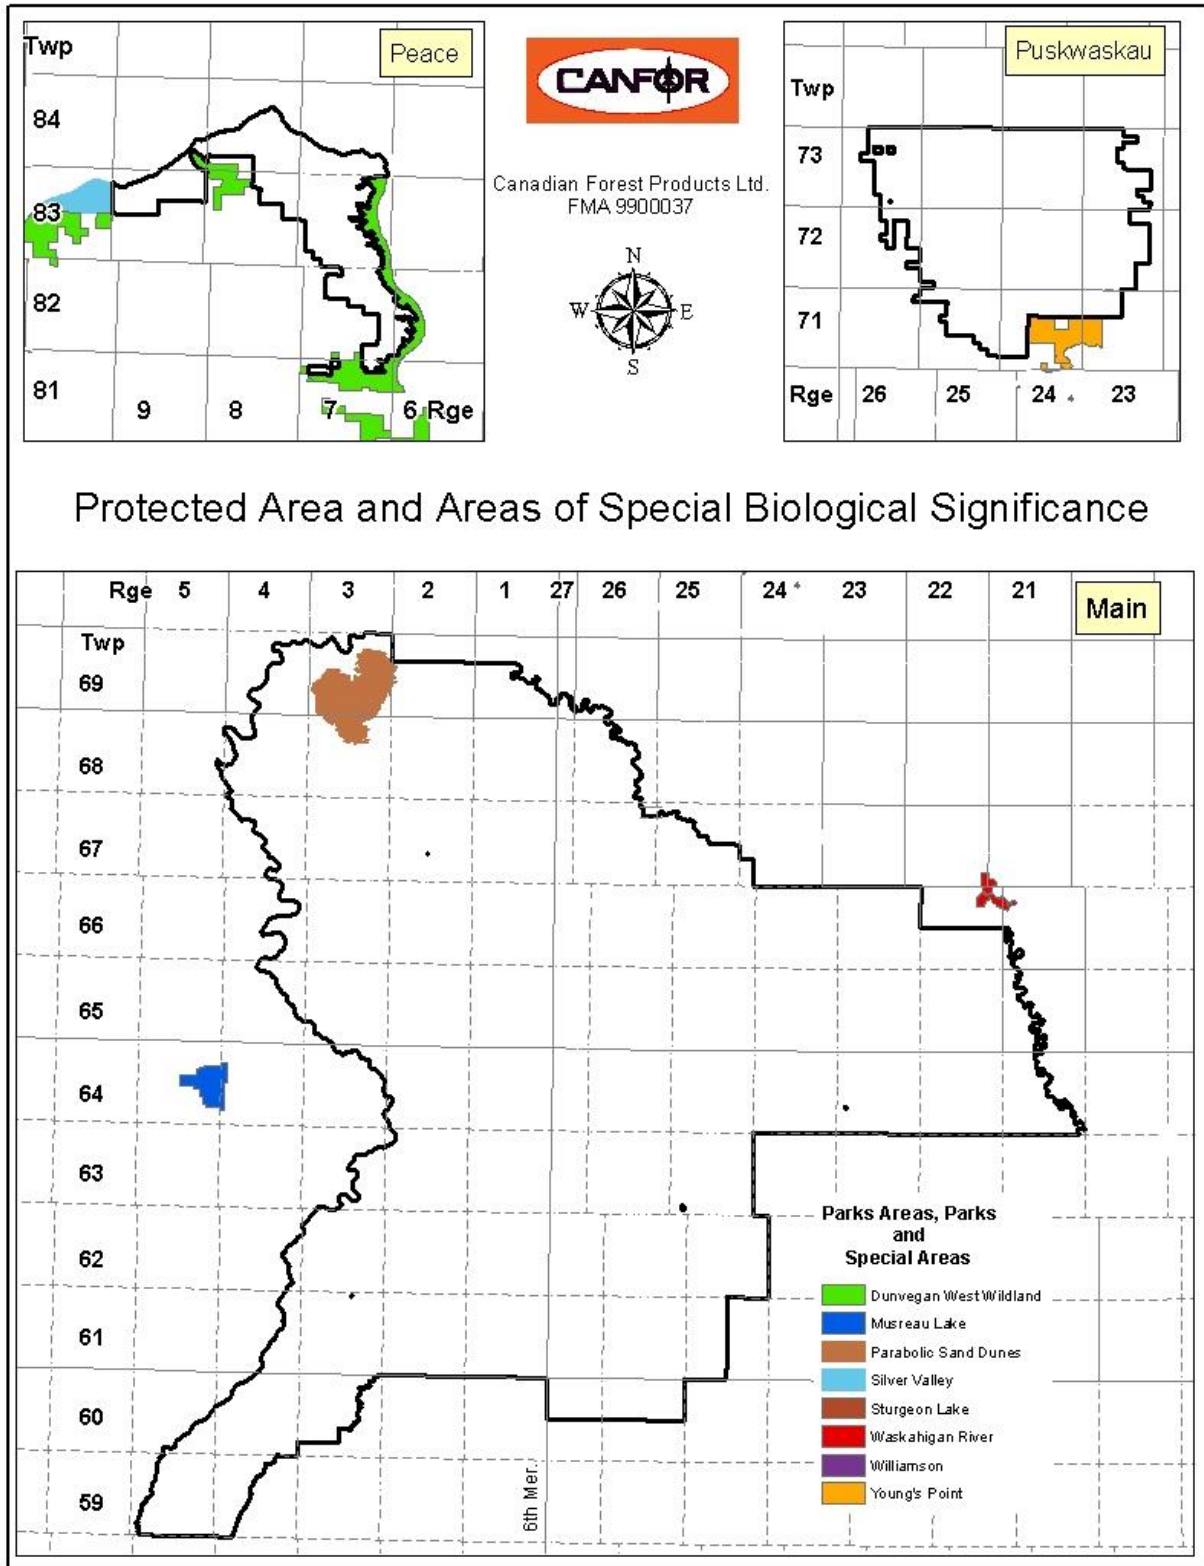 Twp
Peace
84
83
82
81
9
8
7
6 Rge
CANFOR
Canadian Forest Products Ltd.
FMA 9900037
N
W
E
S
Puskwaskau
Twp
73
72
71
Rge
26
25
24
23
Protected Area and Areas of Special Biological Significance
Rge
5
4
3
2
1
27
26
25
24
23
22
21
Main
Twp
69
68
67
66
65
64
63
62
61
60
59
6th Mer.
Parks Areas, Parks
and
Special Areas
Dunvegan West Wildland
Musreau Lake
Parabolic Sand Dunes
Silver Valley
Sturgeon Lake
Waskahigan River
Williamson
Young's Point